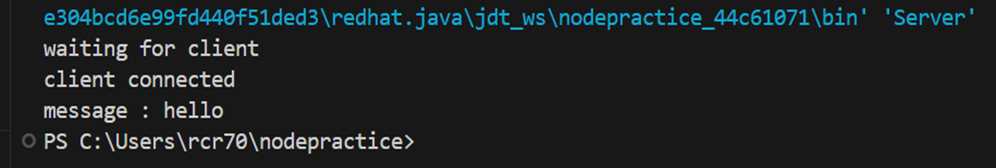 e304bcd6e99fd440f51ded3\redhat.java\jdt_ws\nodepractice_44c61071\bin' 'Server'
waiting for client
client connected
message : hello
PS C:\Users\rcr70\nodepractice>